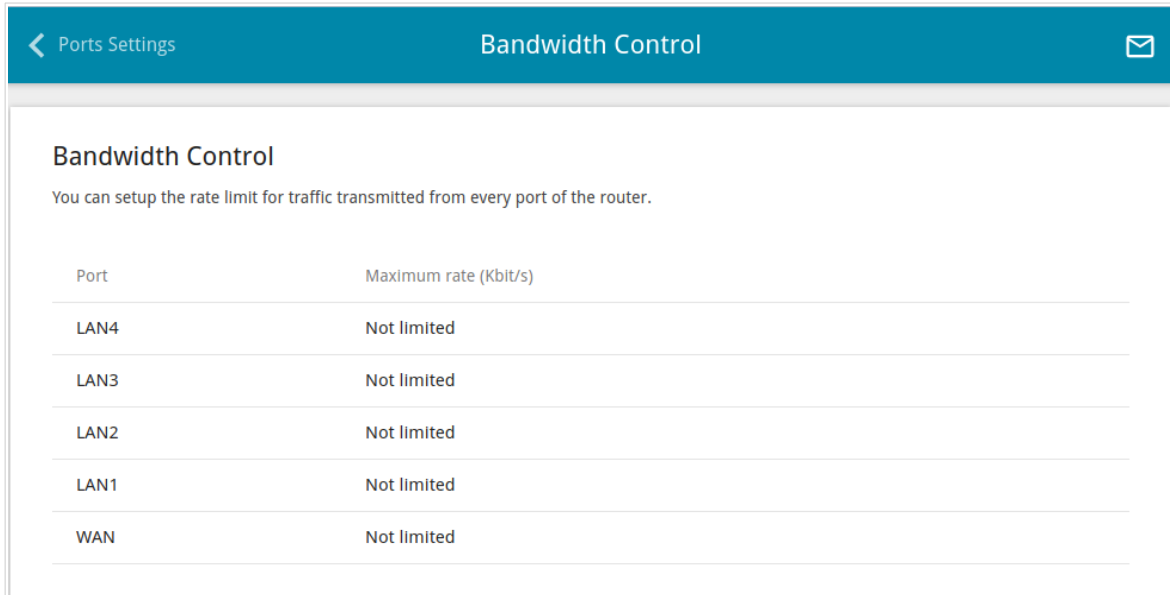 Ports Settings
Bandwidth Control
Bandwidth Control
You can setup the rate limit for traffic transmitted from every port of the router.
Port Maximum rate (Kbit/s)
LAN4 Not limited
LAN3 Not limited
LAN2 Not limited
LAN1 Not limited
WAN Not limited